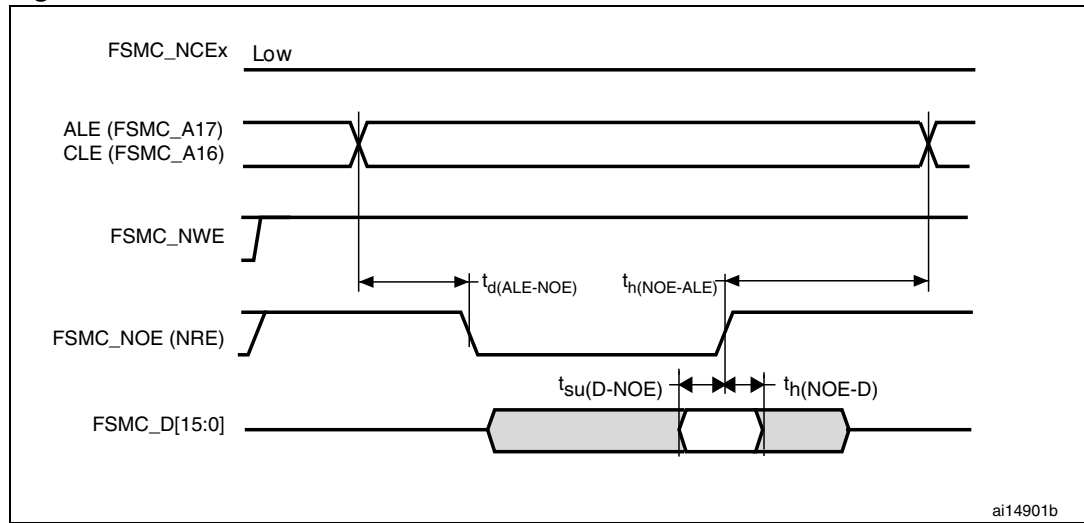 FSMC_NCEx Low
ALE (FSMC_A17)
CLE (FSMC_A16)
FSMC_NWE
td(ALE-NOE) th(NOE-ALE)
FSMC_NOE (NRE)
tsu(D-NOE) th(NOE-D)
FSMC_D[15:0]
ai14901b